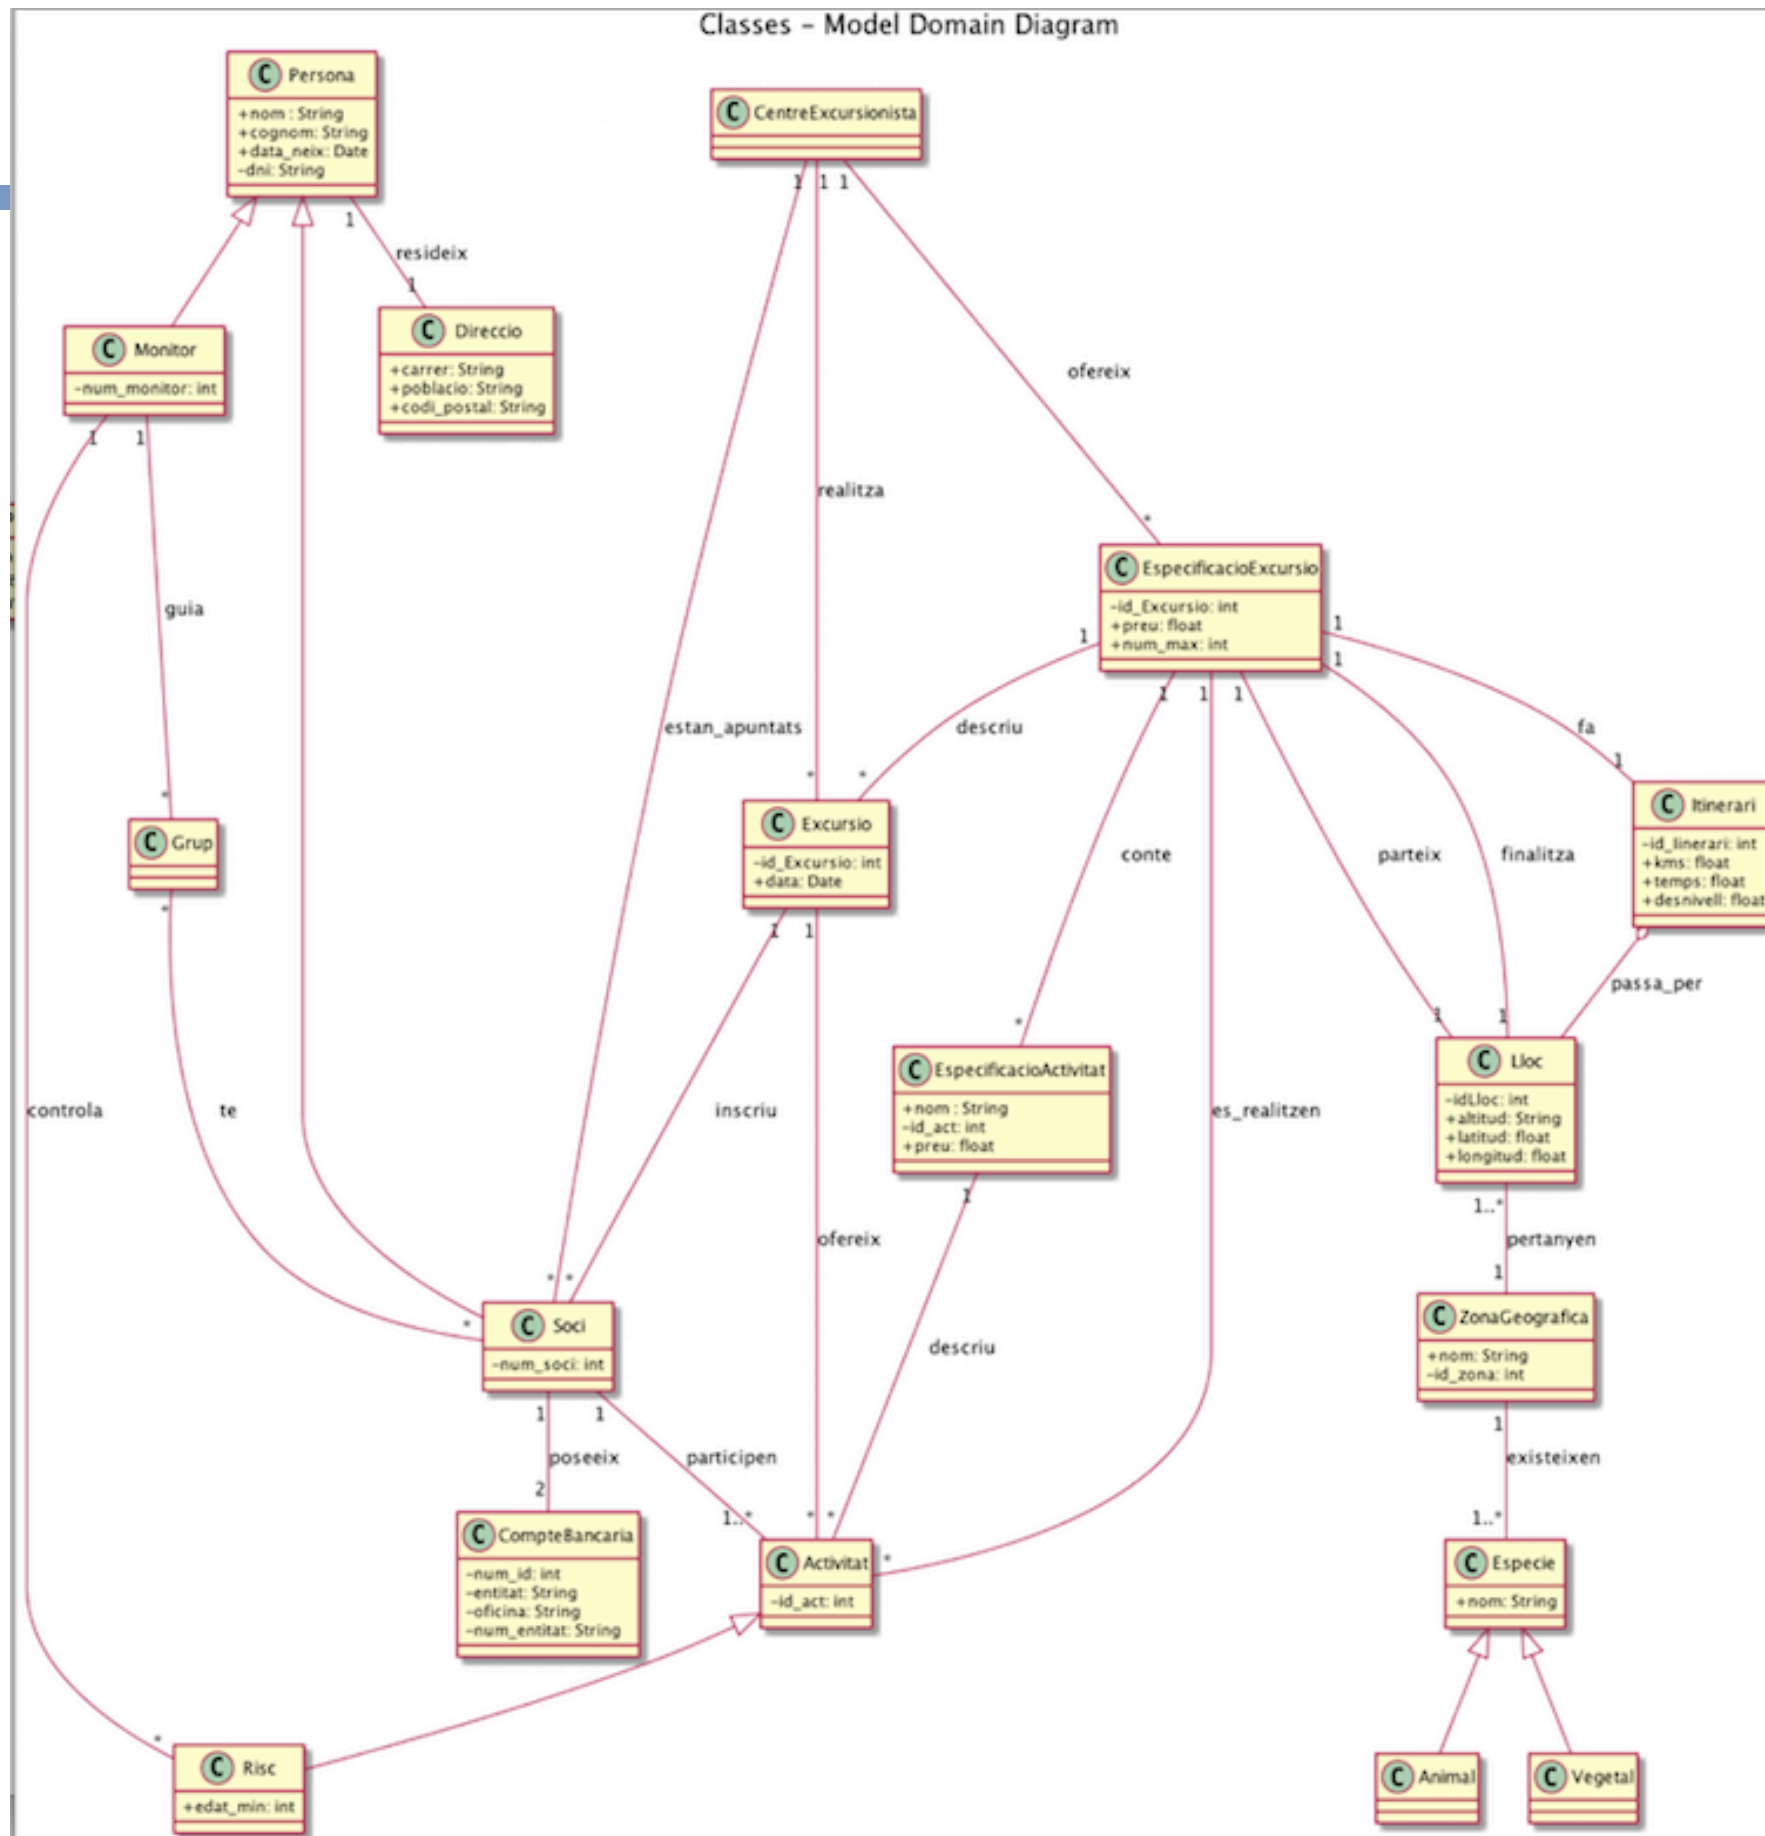 Classes - Model Domain Diagram
C Persona
+nom : String
+cognom: String
+data_neix: Date
-dni: String
C CentreExcursionista
1
1
1
1
resideix
1
C Direccio
+carrer: String
+poblacio: String
+codi_postal: String
C Monitor
-num_monitor: int
1
1
ofereix
realitza
*
C EspecificacioExcursio
-id_Excursio: int
+preu: float
+num_max: int
guia
1
1
1
1
1
1
estan_apuntats
descriu
fa
1
*
*
*
C Grup
*
C Excursio
-id_Excursio: int
+data: Date
1
1
conte
parteix
finalitza
C Itinerari
-id_linerari: int
+kms: float
+temps: float
+desnivell: float
passa_per
*
1
1
C EspecificacioActivitat
+nom : String
-id_act: int
+preu: float
1
C Lloc
-idLloc: int
+altitud: String
+latitud: float
+longitud: float
controla
te
inscriu
es_realitzen
1..*
pertanyen
1
ofereix
*
*
*
C Soci
-num_soci: int
1
1
C ZonaGeografica
+nom: String
-id_zona: int
1
descriu
poseeix
participen
existeixen
2
1..*
*
*
*
1..*
C CompteBancaria
-num_id: int
-entitat: String
-oficina: String
-num_entitat: String
C Activitat
-id_act: int
C Especie
+nom: String
*
C Risc
+edat_min: int
C Animal
C Vegetal